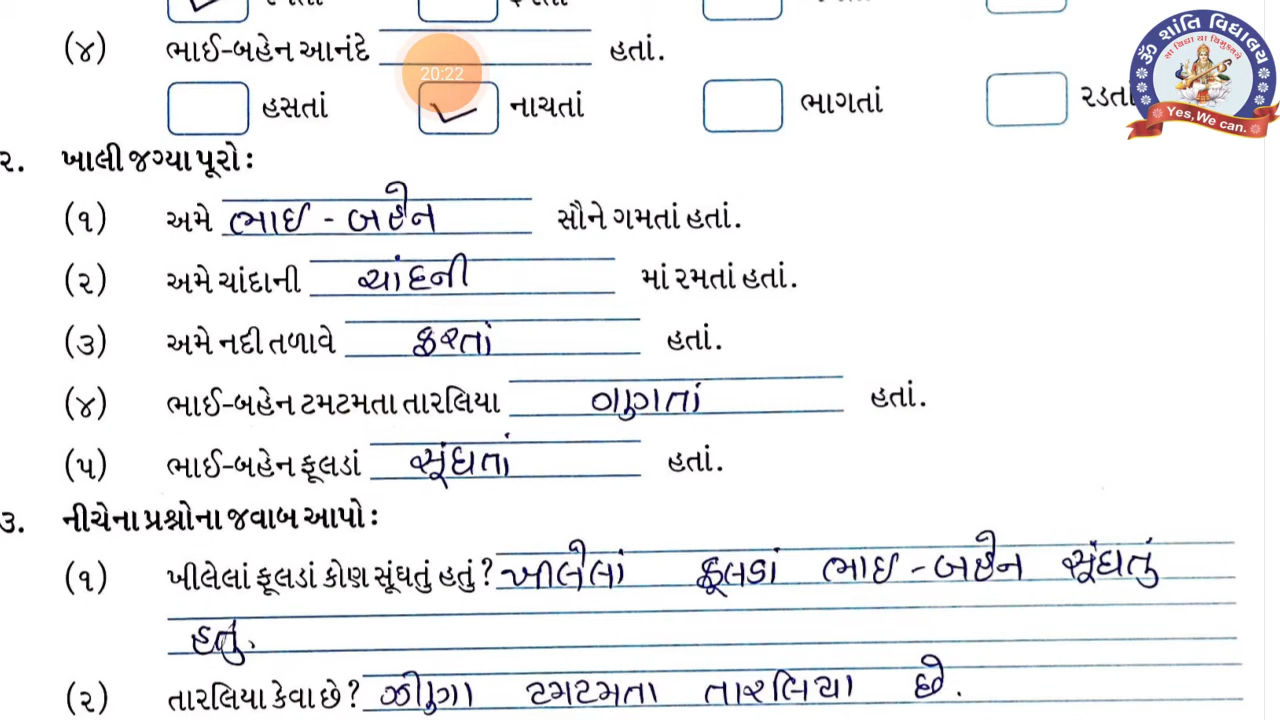 (૪) ભાઈ-બહેન આનંદે હતાં.
20:22
હસતાં નાચતાં ભાગતાં રડતાં
ૐ શાંતિ વિદ્યાલય
સા વિદ્યા યા વિમુક્તયે
Yes, We can.
૨. ખાલી જગ્યા પૂરો :
(૧) અમે ભાઇ - બહેન સૌને ગમતાં હતાં.
(૨) અમે ચાંદાની ચાંદની માં રમતાં હતાં.
(૩) અમે નદી તળાવે ફરતાં હતાં.
(૪) ભાઈ-બહેન ટમટમતા તારલિયા ગણતાં હતાં.
(૫) ભાઈ-બહેન ફૂલડાં સૂંઘતાં હતાં.
૩. નીચેના પ્રશ્નોના જવાબ આપો :
(૧) ખીલેલાં ફૂલડાં કોણ સૂંઘતું હતું ? ખીલેલાં ફૂલડાં ભાઇ - બહેન સૂંઘતું
હતું.
(૨) તારલિયા કેવા છે ? ઝીણા ટમટમતા તારલિયા છે.